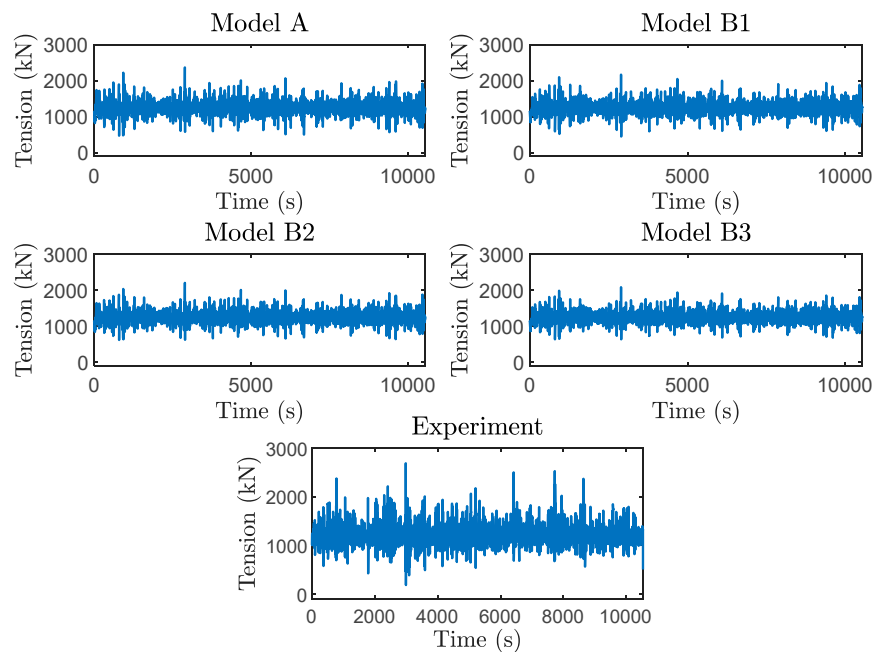 Model A
3000
2000
1000
0
Tension (kN)
0
5000
10000
Time (s)
Model B1
3000
2000
1000
0
Tension (kN)
0
5000
10000
Time (s)
Model B2
3000
2000
1000
0
Tension (kN)
0
5000
10000
Time (s)
Model B3
3000
2000
1000
0
Tension (kN)
0
5000
10000
Time (s)
Experiment
3000
2000
1000
0
Tension (kN)
0
2000
4000
6000
8000
10000
Time (s)